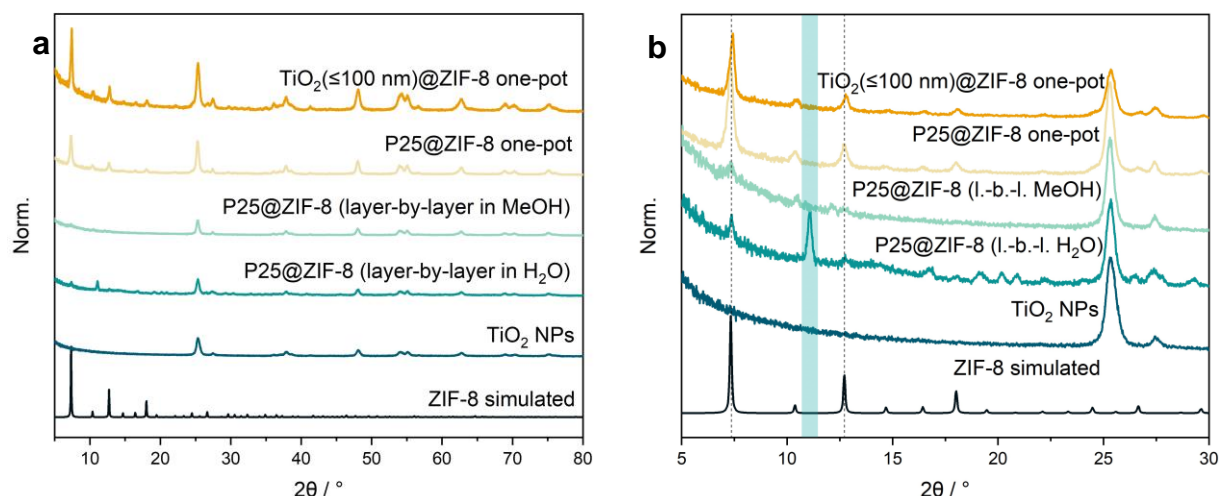 a
TiO₂(≤100 nm)@ZIF-8 one-pot
P25@ZIF-8 one-pot
P25@ZIF-8 (layer-by-layer in MeOH)
P25@ZIF-8 (layer-by-layer in H₂O)
TiO₂ NPs
ZIF-8 simulated
Norm.
10 20 30 40 50 60 70 80
2θ / °
b
TiO₂(≤100 nm)@ZIF-8 one-pot
P25@ZIF-8 one-pot
P25@ZIF-8 (l.-b.-l. MeOH)
P25@ZIF-8 (l.-b.-l. H₂O)
TiO₂ NPs
ZIF-8 simulated
Norm.
5 10 15 20 25 30
2θ / °